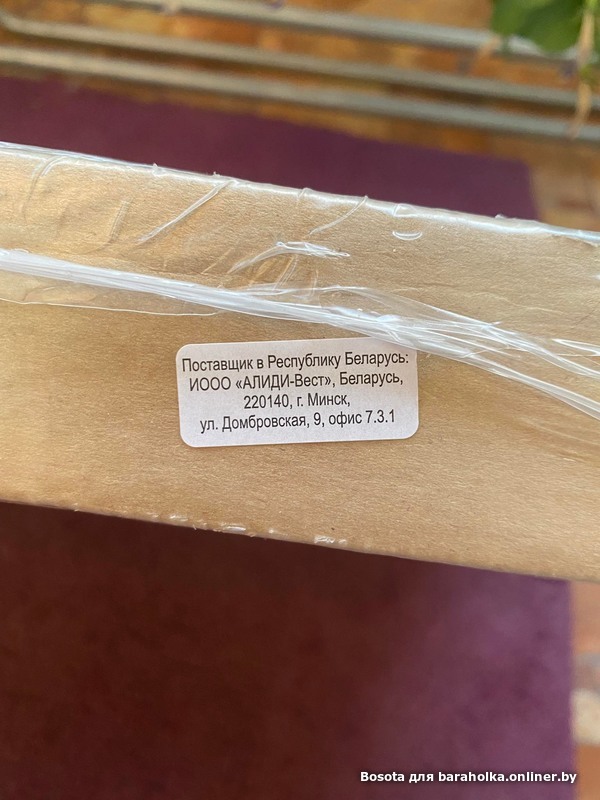 Поставщик в Республику Беларусь:
ИООО «АЛИДИ-Вест», Беларусь,
220140, г. Минск,
ул. Домбровская, 9, офис 7.3.1
Bosota для baraholka.onliner.by